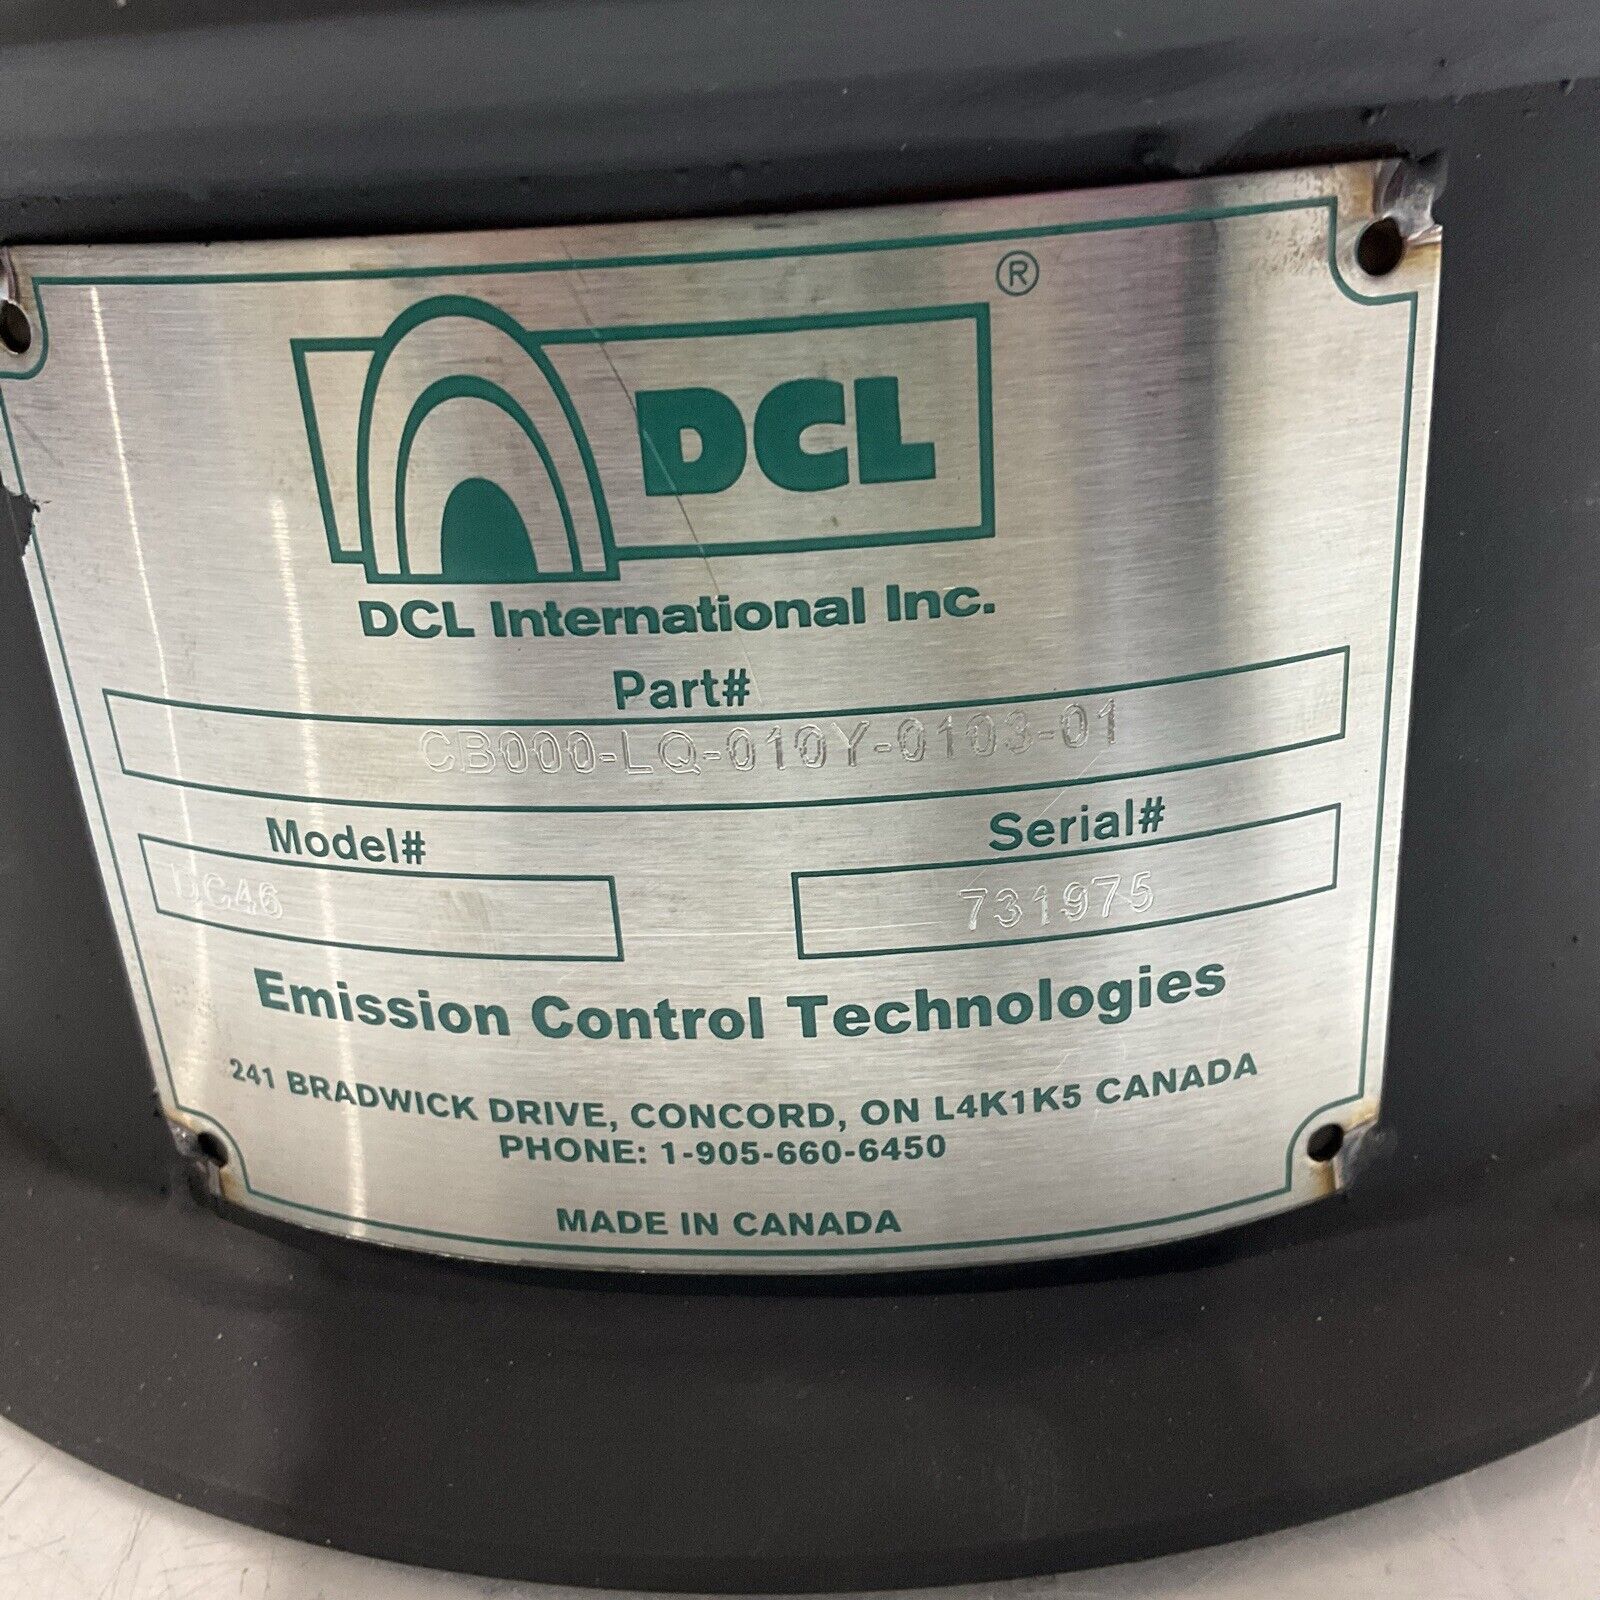 ®
DCL
DCL International Inc.
Part#
CB000-LQ-010Y-0103-01
Model# Serial#
DC46 731975
Emission Control Technologies
241 BRADWICK DRIVE, CONCORD, ON L4K1K5 CANADA
PHONE: 1-905-660-6450
MADE IN CANADA